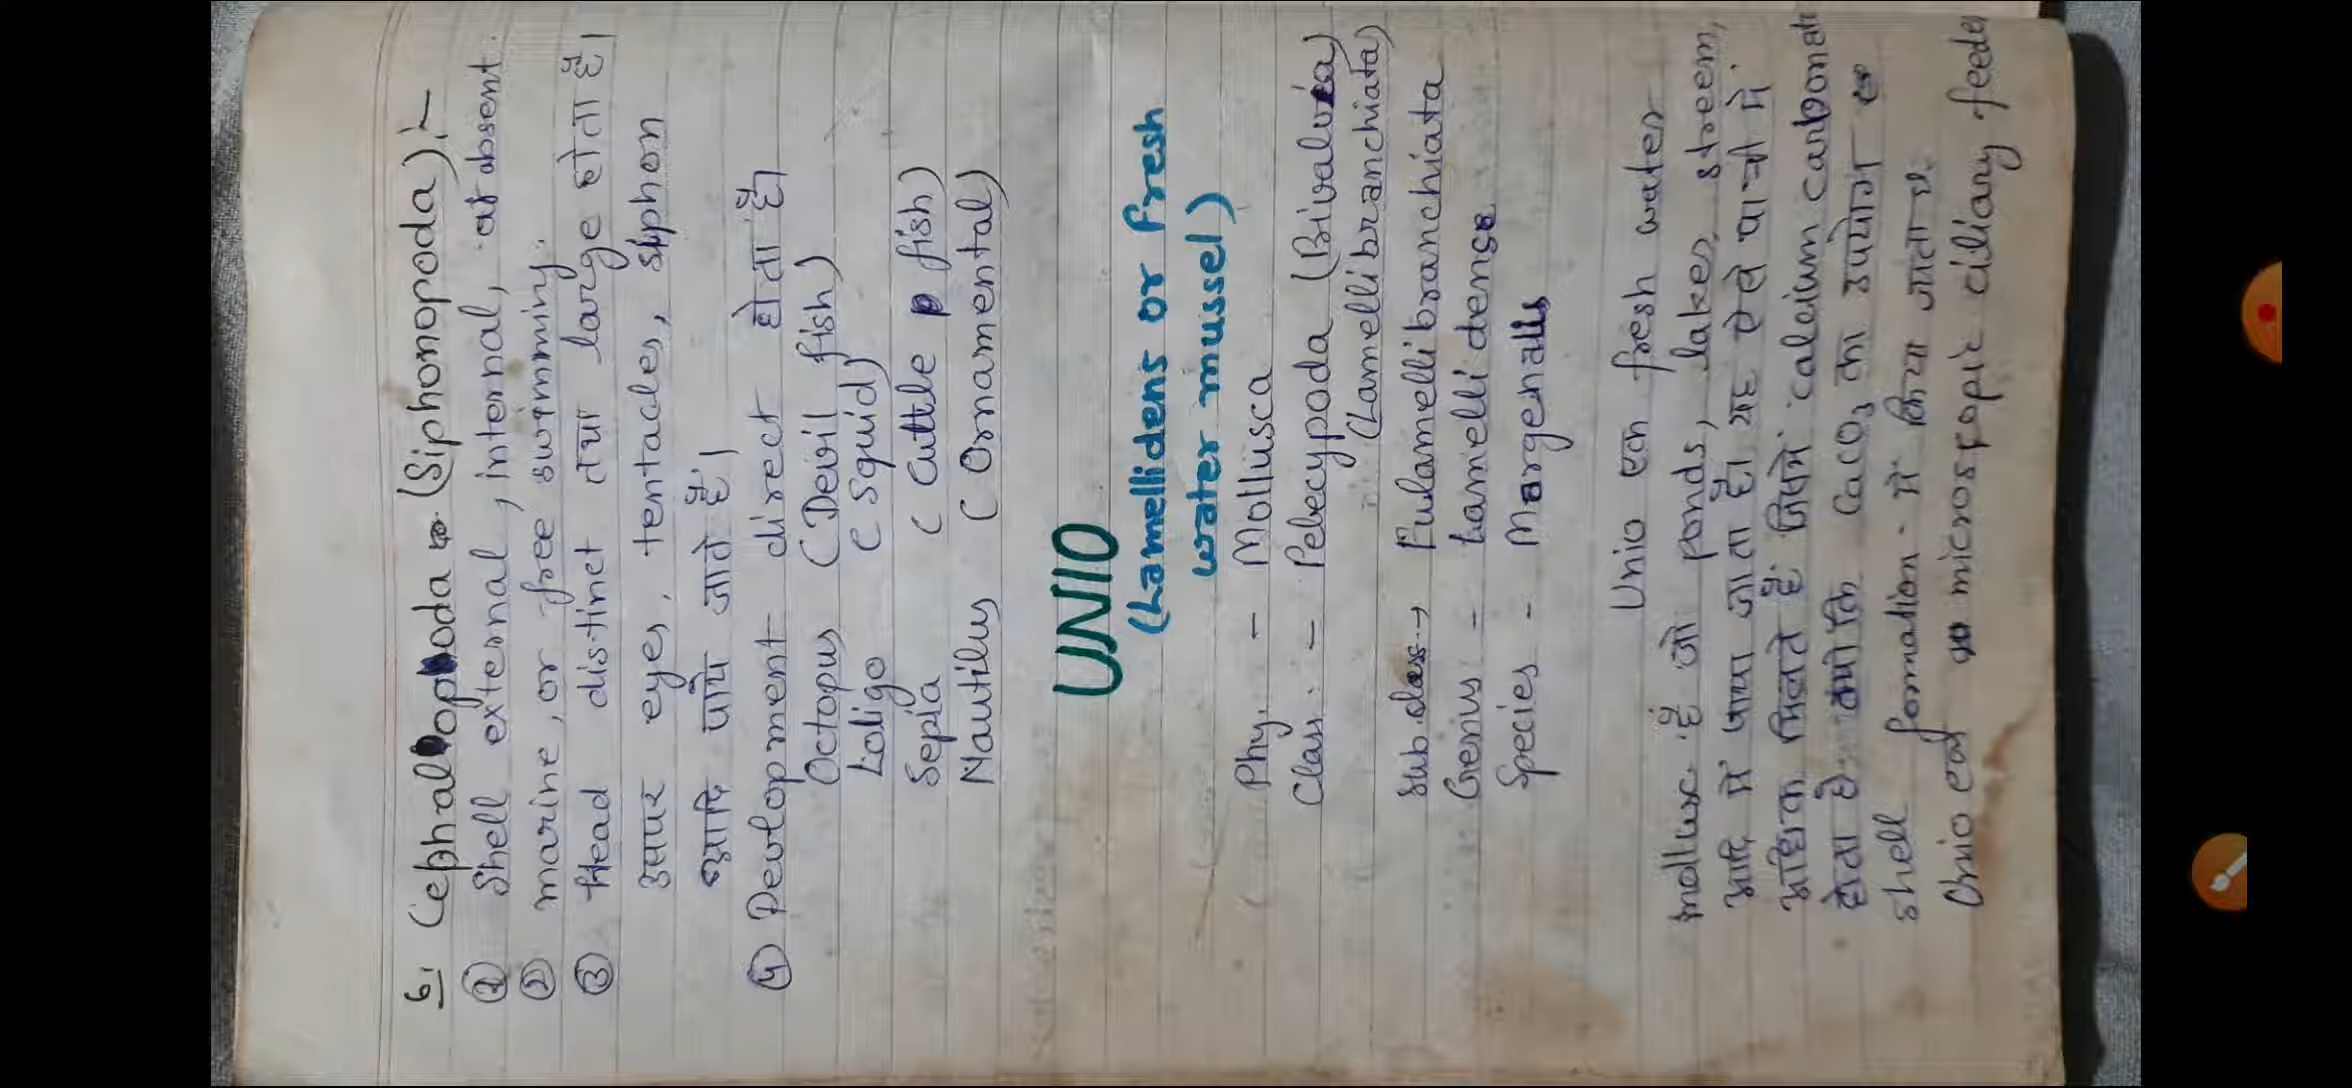 6. Cephalopoda (Siphonopoda):-
① Shell external, internal, or absent.
② marine, or free swimming.
③ Head distinct तथा large होता है।
उसपर eyes, tentacles, siphon
आदि पाये जाते हैं।
④ Devlopment direct होता है।
Octopus (Devil fish)
Loligo (Squid)
Sepia (Cuttle fish)
Nautilus (Ornamental)
UNIO
(Lamellidens or fresh
water mussel)
Phy. - Mollusca
Class. - Pelecypoda (Bivalvia)
(Lamellibranchiata)
Sub.class→ Eulamellibranchiata
Genus - Lamellidense
Species - Margenalis
Unio एक fresh water
mollusc है जो ponds, lakes, streem,
आदि में पाया जाता है। यह ऐसे पानी में
अधिक मिलते हैं जिसमें calcium carbonate
होता है क्योकि CaCO₃ का उपयोग
shell formation में किया जाता है.
Unio एक microscopic ciliary feeder